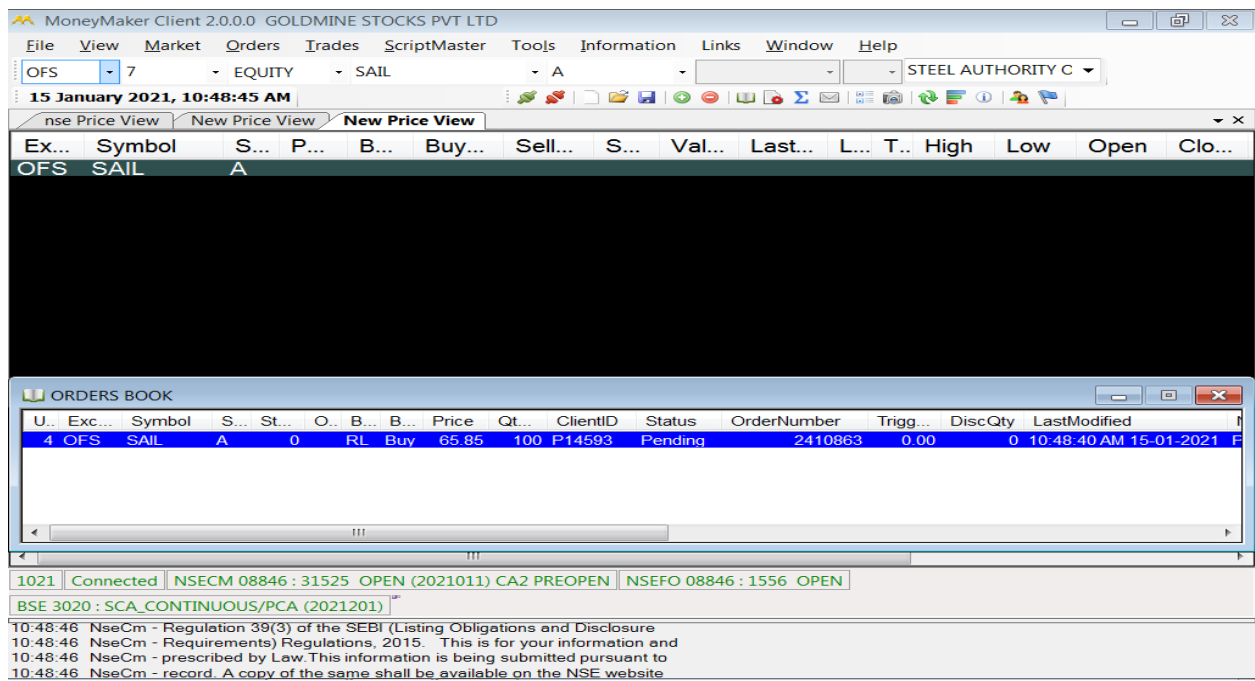 MoneyMaker Client 2.0.0.0 GOLDMINE STOCKS PVT LTD
File View Market Orders Trades ScriptMaster Tools Information Links Window Help
OFS 7 EQUITY SAIL A STEEL AUTHORITY O
15 January 2021, 10:48:45 AM
nse Price View New Price View New Price View
Ex... Symbol S... P... B... Buy... Sell... S... Val... Last... L... T.. High Low Open Clo...
OFS SAIL A
ORDERS BOOK
U.. Exc... Symbol S... St... O.. B... B... Price Qt... ClientID Status OrderNumber Trigg... DiscQty LastModified
4 OFS SAIL A 0 RL Buy 65.85 100 P14593 Pending 2410863 0.00 0 10:48:40 AM 15-01-2021
1021 Connected NSECM 08846 : 31525 OPEN (2021011) CA2 PREOPEN NSEFO 08846 : 1556 OPEN
BSE 3020 : SCA_CONTINUOUS/PCA (2021201)
10:48:46 NseCm - Regulation 39(3) of the SEBI (Listing Obligations and Disclosure
10:48:46 NseCm - Requirements) Regulations, 2015. This is for your information and
10:48:46 NseCm - prescribed by Law.This information is being submitted pursuant to
10:48:46 NseCm - record. A copy of the same shall be available on the NSE website